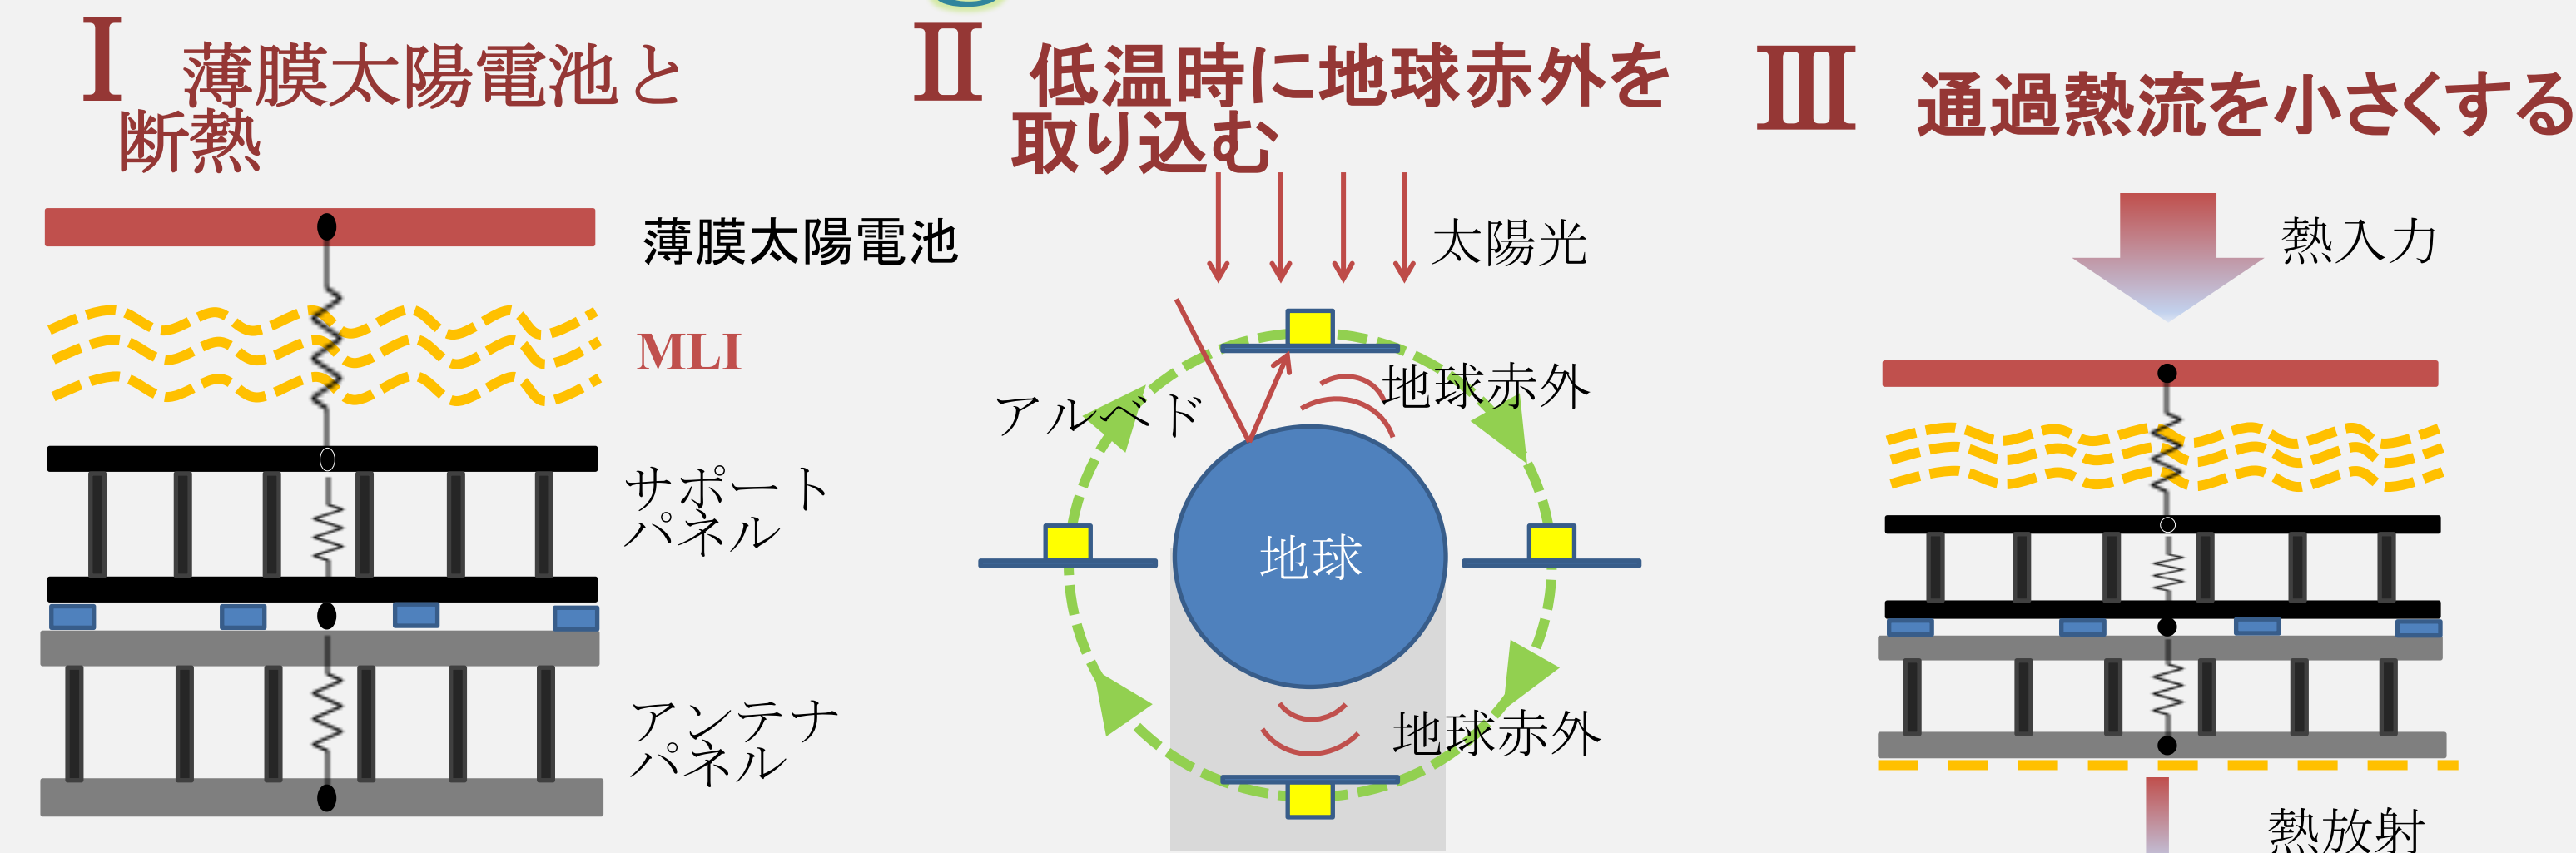 Ⅰ 薄膜太陽電池と
断熱
薄膜太陽電池
MLI
サポート
パネル
アンテナ
パネル
Ⅱ 低温時に地球赤外を
取り込む
太陽光
アルベド
地球赤外
地球
地球赤外
Ⅲ 通過熱流を小さくする
熱入力
熱放射